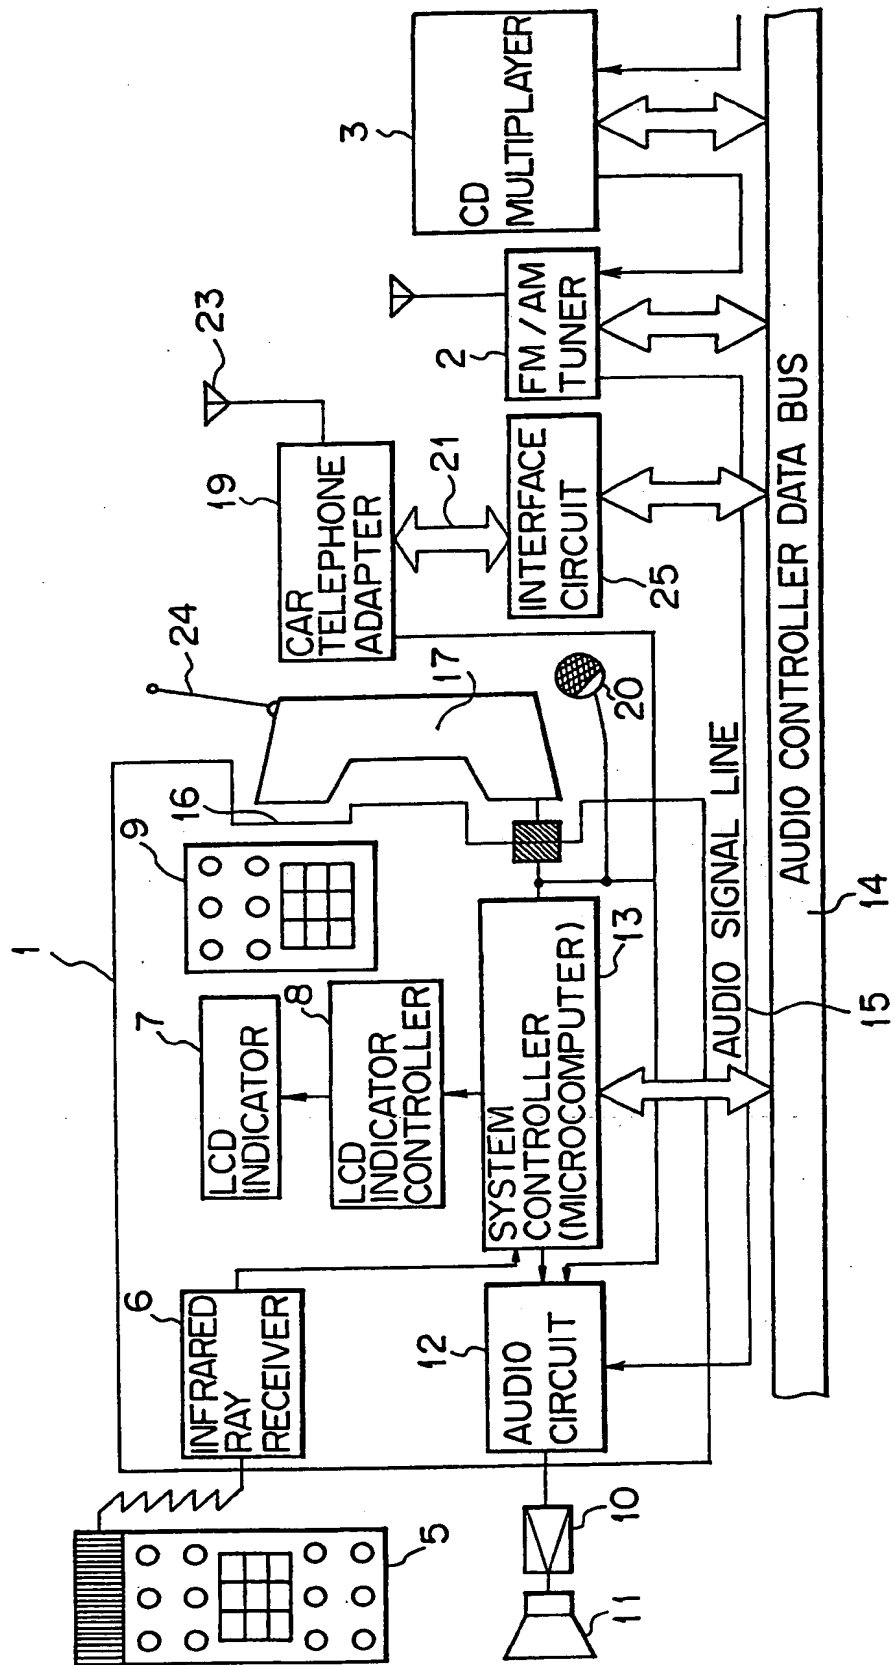 1
5
6
INFRARED
RAY
RECEIVER
7
LCD
INDICATOR
8
LCD
INDICATOR
CONTROLLER
9
16
24
17
20
19
CAR
TELEPHONE
ADAPTER
23
21
INTERFACE
CIRCUIT
25
2
FM/AM
TUNER
3
CD
MULTIPLAYER
11
10
12
AUDIO
CIRCUIT
SYSTEM
CONTROLLER
(MICROCOMPUTER)
13
AUDIO SIGNAL LINE
15
14
AUDIO CONTROLLER DATA BUS